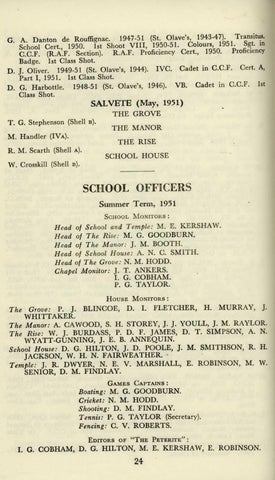 G. A. Danton de Rouffignac. 1947-51 (St. Olave's, 1943-47). Transitus.
School Cert., 1950. 1st Shoot VIII, 1950-51. Colours, 1951. Sgt. in
C.C.F. (R.A.F. Section). R.A.F. Proficiency Cert., 1950. Proficiency
Badge. 1st Class Shot.
D. J. Oliver. 1949-51 (St. Olave's, 1944). IVC. Cadet in C.C.F. Cert. A,
Part I, 1951. 1st Class Shot.
D. G. Harbottle. 1948-51 (St. Olave's, 1946). VB. Cadet in C.C.F. 1st
Class Shot.
SALVETE (May, 1951)
THE GROVE
T. G. Stephenson (Shell B).
THE MANOR
M. Handler (IVA).
THE RISE
R. M. Scarth (Shell A).
SCHOOL HOUSE
W. Crosskill (Shell B).
SCHOOL OFFICERS
Summer Term, 1951
SCHOOL MONITORS:
Head of School and Temple: M. E. KERSHAW.
Head of The Rise: M. G. GOODBURN.
Head of The Manor: J. M. BOOTH.
Head of School House: A. N. C. SMITH.
Head of The Grove: N. M. HODD.
Chapel Monitor: J. T. ANKERS.
I. G. COBHAM.
P. G. TAYLOR.
HOUSE MONITORS:
The Grove: P. J. BLINCOE, D. I. FLETCHER, H. MURRAY, J.
WHITTAKER.
The Manor: A. CAWOOD, S. H. STOREY, J. J. YOULL, J. M. RAYLOR.
The Rise: W. J. BURDASS, P. D. F. JAMES, D. T. SIMPSON, A. N.
WYATT-GUNNING, J. E. B. ANNEQUIN.
School House: D. G. HILTON, J. D. POOLE, J. M. SMITHSON, R. H.
JACKSON, W. H. N. FAIRWEATHER.
Temple: J. R. DWYER, N. E. V. MARSHALL, E. ROBINSON, M. W.
SENIOR, D. M. FINDLAY.
GAMES CAPTAINS:
Boating: M. G. GOODBURN.
Cricket: N. M. HODD.
Shooting: D. M. FINDLAY.
Tennis: P. G. TAYLOR (Secretary).
Fencing: C. V. ROBERTS.
EDITORS OF "THE PETERITE":
I. G. COBHAM, D. G. HILTON, M. E. KERSHAW, E. ROBINSON.
24